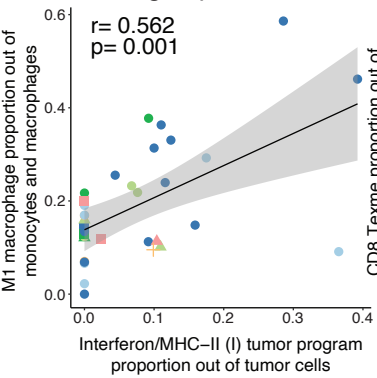 r= 0.562
p= 0.001
M1 macrophage proportion out of
monocytes and macrophages
0.6
0.4
0.2
0.0
0.0
0.1
0.2
0.3
0.4
Interferon/MHC−II (I) tumor program
proportion out of tumor cells
CD8 Texme proportion out of